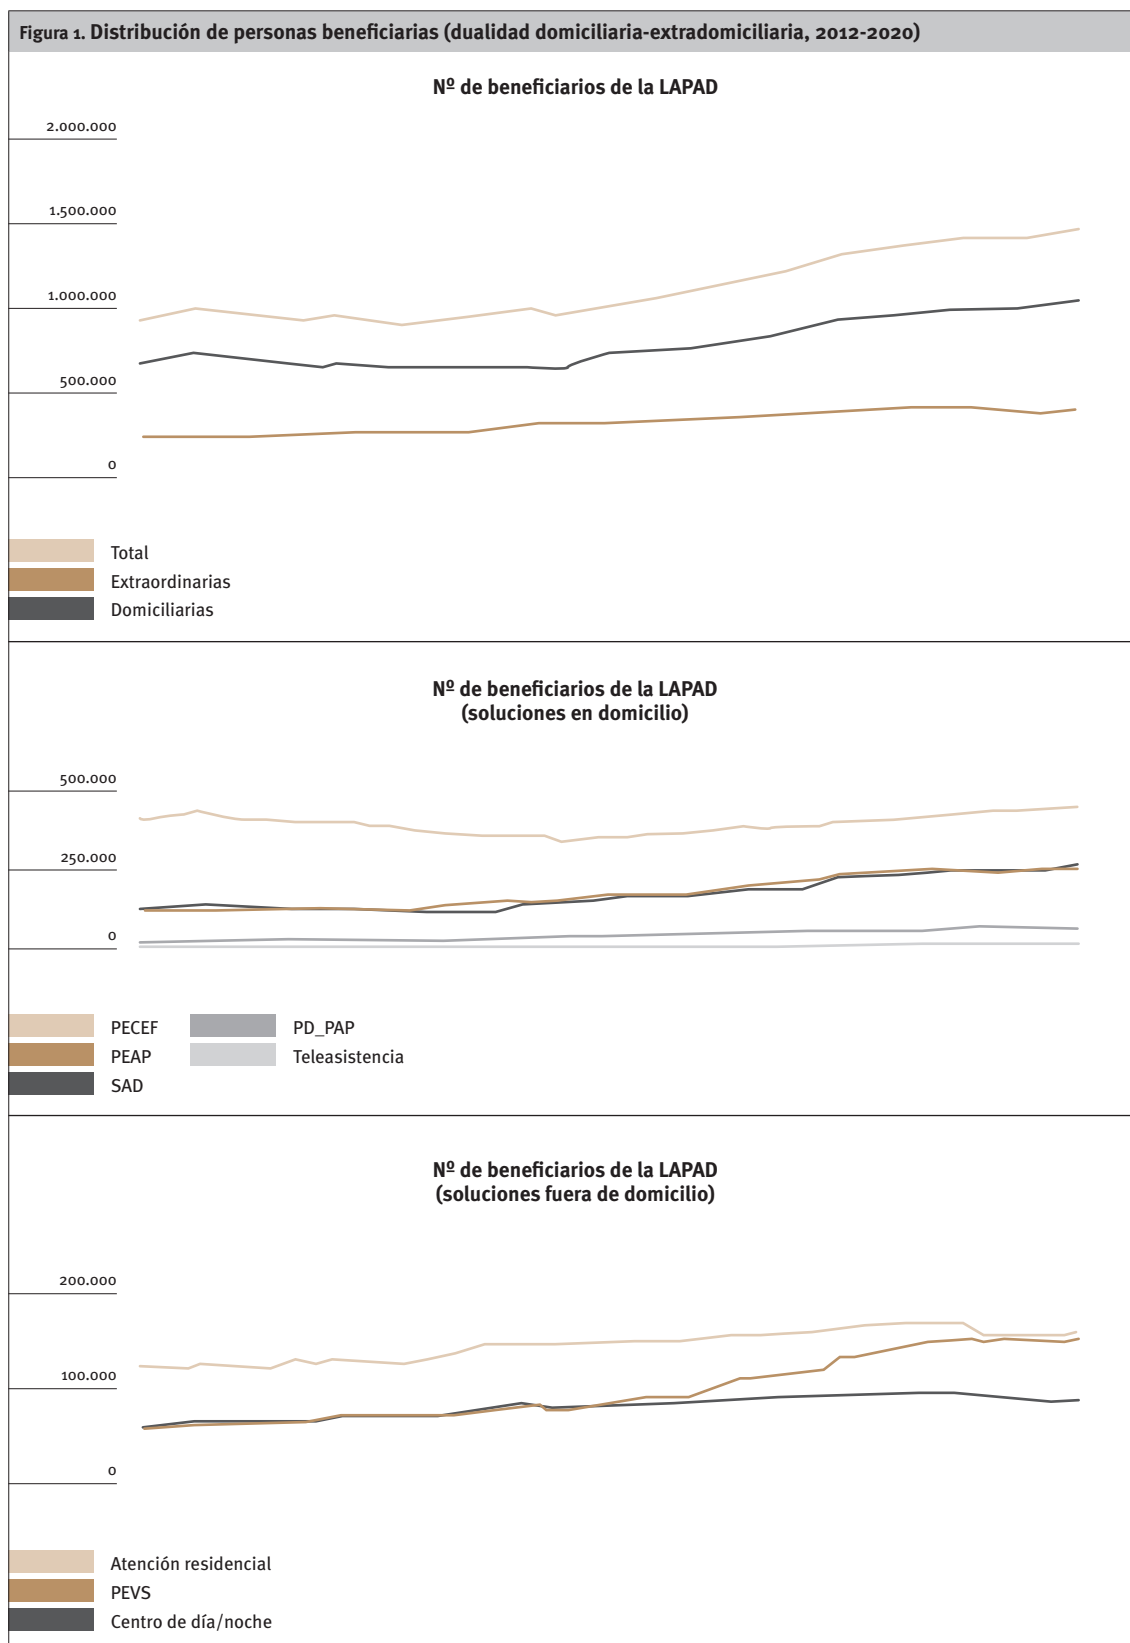 Figura 1. Distribución de personas beneficiarias (dualidad domiciliaria-extradomiciliaria, 2012-2020)
Nº de beneficiarios de la LAPAD
2.000.000
1.500.000
1.000.000
500.000
0
Total
Extraordinarias
Domiciliarias
Nº de beneficiarios de la LAPAD
(soluciones en domicilio)
500.000
250.000
0
PECEF
PEAP
SAD
PD_PAP
Teleasistencia
Nº de beneficiarios de la LAPAD
(soluciones fuera de domicilio)
200.000
100.000
0
Atención residencial
PEVS
Centro de día/noche